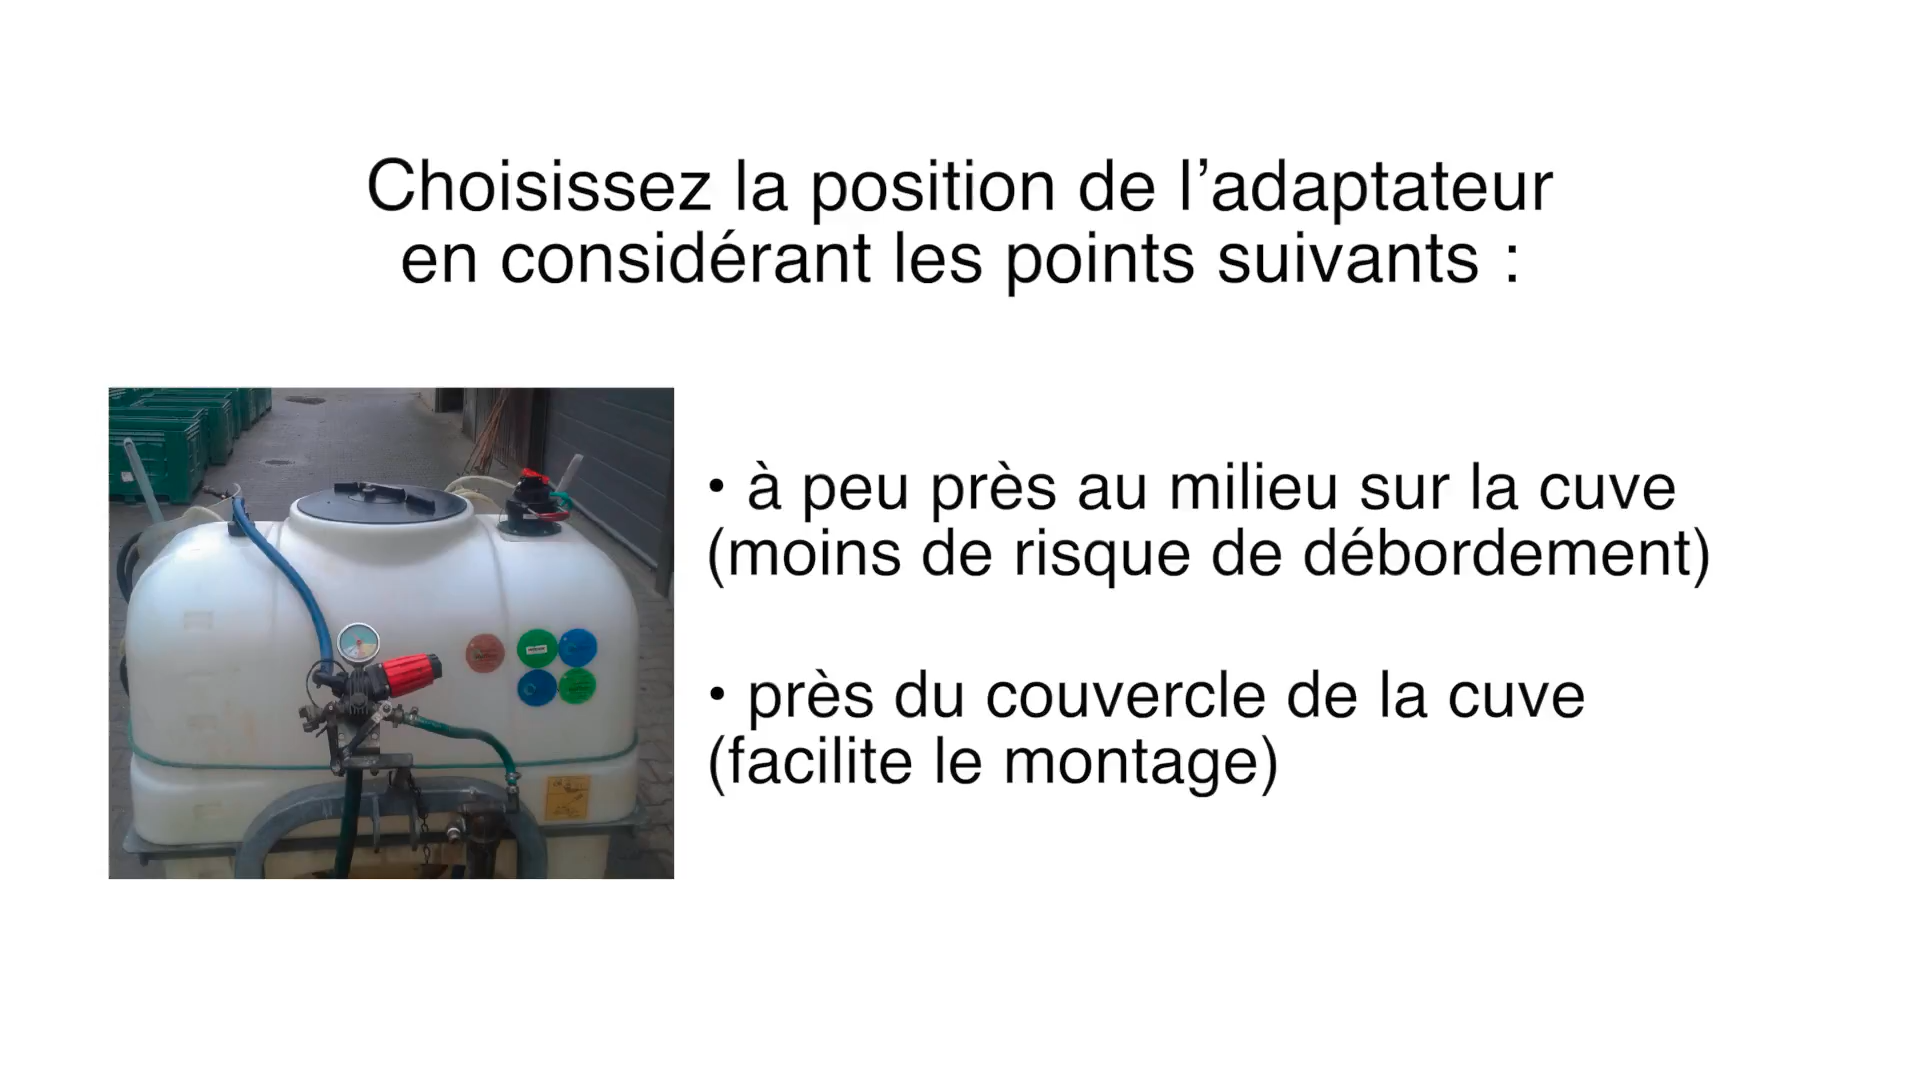 Choisissez la position de l’adaptateur
en considérant les points suivants :
• à peu près au milieu sur la cuve
(moins de risque de débordement)
• près du couvercle de la cuve
(facilite le montage)